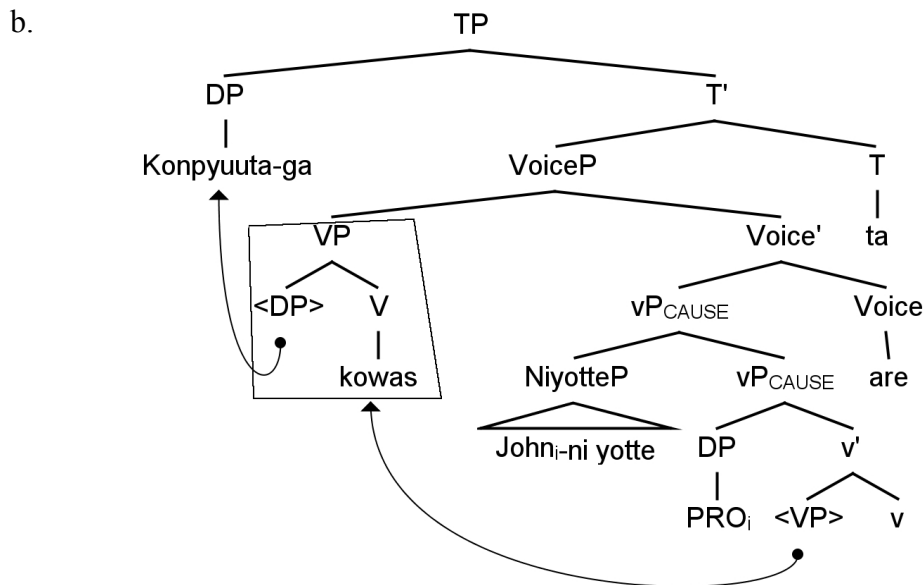 b.
TP
DP T'
Konpyuuta-ga VoiceP T
VP Voice' ta
<DP> V vPCAUSE Voice
kowas NiyotteP vPCAUSE are
Johni-ni yotte DP v'
PROi <VP> v